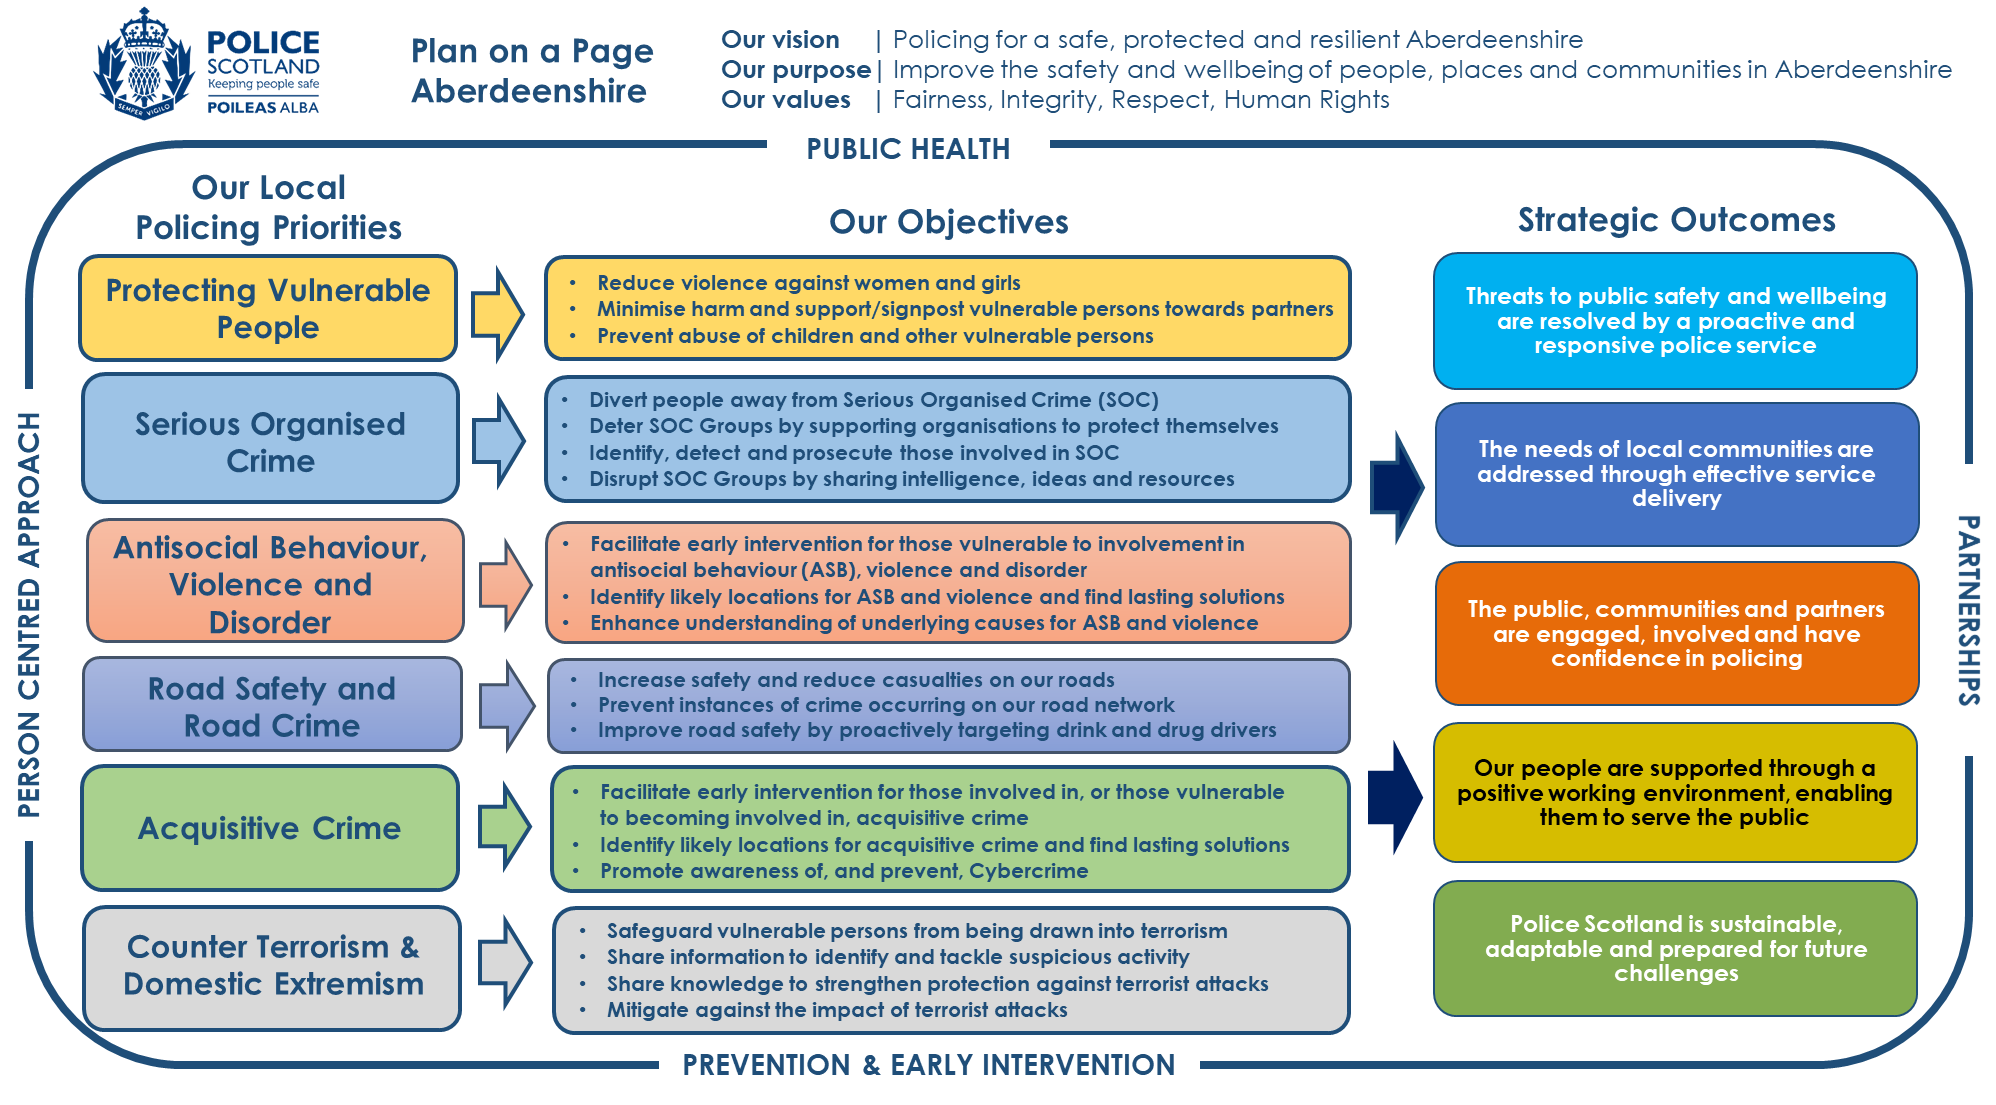 POLICE
SCOTLAND
Keeping people safe
POILEAS ALBA
SEMPER VIGILO
Plan on a Page
Aberdeenshire
Our vision | Policing for a safe, protected and resilient Aberdeenshire
Our purpose | Improve the safety and wellbeing of people, places and communities in Aberdeenshire
Our values | Fairness, Integrity, Respect, Human Rights
PUBLIC HEALTH
PERSON CENTRED APPROACH
Our Local
Policing Priorities
Our Objectives
Strategic Outcomes
Protecting Vulnerable
People
• Reduce violence against women and girls
• Minimise harm and support/signpost vulnerable persons towards partners
• Prevent abuse of children and other vulnerable persons
Serious Organised
Crime
• Divert people away from Serious Organised Crime (SOC)
• Deter SOC Groups by supporting organisations to protect themselves
• Identify, detect and prosecute those involved in SOC
• Disrupt SOC Groups by sharing intelligence, ideas and resources
Antisocial Behaviour,
Violence and
Disorder
• Facilitate early intervention for those vulnerable to involvement in
antisocial behaviour (ASB), violence and disorder
• Identify likely locations for ASB and violence and find lasting solutions
• Enhance understanding of underlying causes for ASB and violence
Road Safety and
Road Crime
• Increase safety and reduce casualties on our roads
• Prevent instances of crime occurring on our road network
• Improve road safety by proactively targeting drink and drug drivers
Acquisitive Crime
• Facilitate early intervention for those involved in, or those vulnerable
to becoming involved in, acquisitive crime
• Identify likely locations for acquisitive crime and find lasting solutions
• Promote awareness of, and prevent, Cybercrime
Counter Terrorism &
Domestic Extremism
• Safeguard vulnerable persons from being drawn into terrorism
• Share information to identify and tackle suspicious activity
• Share knowledge to strengthen protection against terrorist attacks
• Mitigate against the impact of terrorist attacks
Threats to public safety and wellbeing
are resolved by a proactive and
responsive police service
The needs of local communities are
addressed through effective service
delivery
The public, communities and partners
are engaged, involved and have
confidence in policing
Our people are supported through a
positive working environment, enabling
them to serve the public
Police Scotland is sustainable,
adaptable and prepared for future
challenges
PARTNERSHIPS
PREVENTION & EARLY INTERVENTION